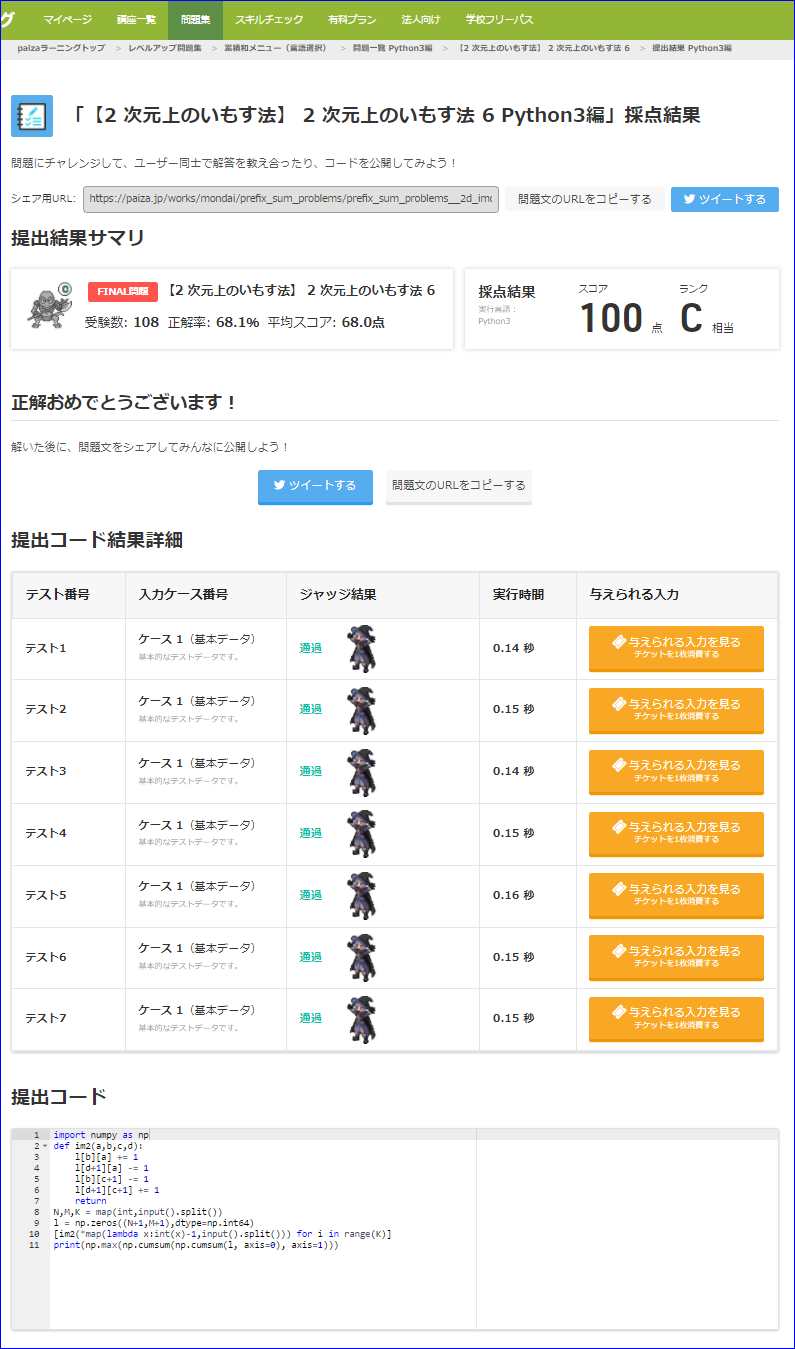 グ マイページ 講座一覧 問題集 スキルチェック 有料プラン 法人向け 学校フリーパス
paizaラーニングトップ > レベルアップ問題集 > 累積和メニュー（言語選択） > 問題一覧 Python3編 > 【2 次元上のいもす法】 2 次元上のいもす法 6 > 提出結果 Python3編
「【2 次元上のいもす法】 2 次元上のいもす法 6 Python3編」採点結果
問題にチャレンジして、ユーザー同士で解答を教え合ったり、コードを公開してみよう！
シェア用URL: https://paiza.jp/works/mondai/prefix_sum_problems/prefix_sum_problems__2d_imo 問題文のURLをコピーする ツイートする
提出結果サマリ
FINAL問題 【2 次元上のいもす法】 2 次元上のいもす法 6
受験数: 108 正解率: 68.1% 平均スコア: 68.0点
採点結果 スコア ランク
実行言語：
Python3
100 点 C 相当
正解おめでとうございます！
解いた後に、問題文をシェアしてみんなに公開しよう！
ツイートする 問題文のURLをコピーする
提出コード結果詳細
テスト番号 入力ケース番号 ジャッジ結果 実行時間 与えられる入力
テスト1 ケース 1（基本データ） 通過 0.14 秒 与えられる入力を見る
基本的なテストデータです。 チケットを1枚消費する
テスト2 ケース 1（基本データ） 通過 0.15 秒 与えられる入力を見る
基本的なテストデータです。 チケットを1枚消費する
テスト3 ケース 1（基本データ） 通過 0.14 秒 与えられる入力を見る
基本的なテストデータです。 チケットを1枚消費する
テスト4 ケース 1（基本データ） 通過 0.15 秒 与えられる入力を見る
基本的なテストデータです。 チケットを1枚消費する
テスト5 ケース 1（基本データ） 通過 0.16 秒 与えられる入力を見る
基本的なテストデータです。 チケットを1枚消費する
テスト6 ケース 1（基本データ） 通過 0.15 秒 与えられる入力を見る
基本的なテストデータです。 チケットを1枚消費する
テスト7 ケース 1（基本データ） 通過 0.15 秒 与えられる入力を見る
基本的なテストデータです。 チケットを1枚消費する
提出コード
1 import numpy as np
2 def im2(a,b,c,d):
3     l[b][a] += 1
4     l[d+1][a] -= 1
5     l[b][c+1] -= 1
6     l[d+1][c+1] += 1
7     return
8 N,M,K = map(int,input().split())
9 l = np.zeros((N+1,M+1),dtype=np.int64)
10 [im2(*map(lambda x:int(x)-1,input().split())) for i in range(K)]
11 print(np.max(np.cumsum(np.cumsum(l, axis=0), axis=1)))